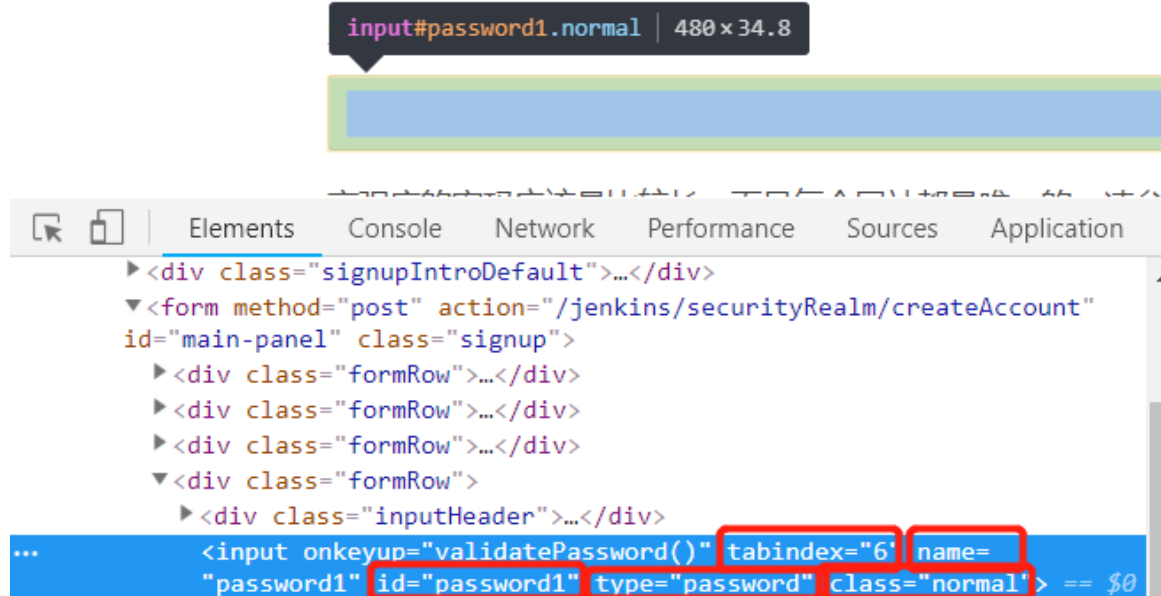 input#password1.normal | 480×34.8
Elements Console Network Performance Sources Application
▶<div class="signupIntroDefault">…</div>
▼<form method="post" action="/jenkins/securityRealm/createAccount"
id="main-panel" class="signup">
▶<div class="formRow">…</div>
▶<div class="formRow">…</div>
▶<div class="formRow">…</div>
▼<div class="formRow">
▶<div class="inputHeader">…</div>
… <input onkeyup="validatePassword()" tabindex="6" name=
"password1" id="password1" type="password" class="normal"> == $0